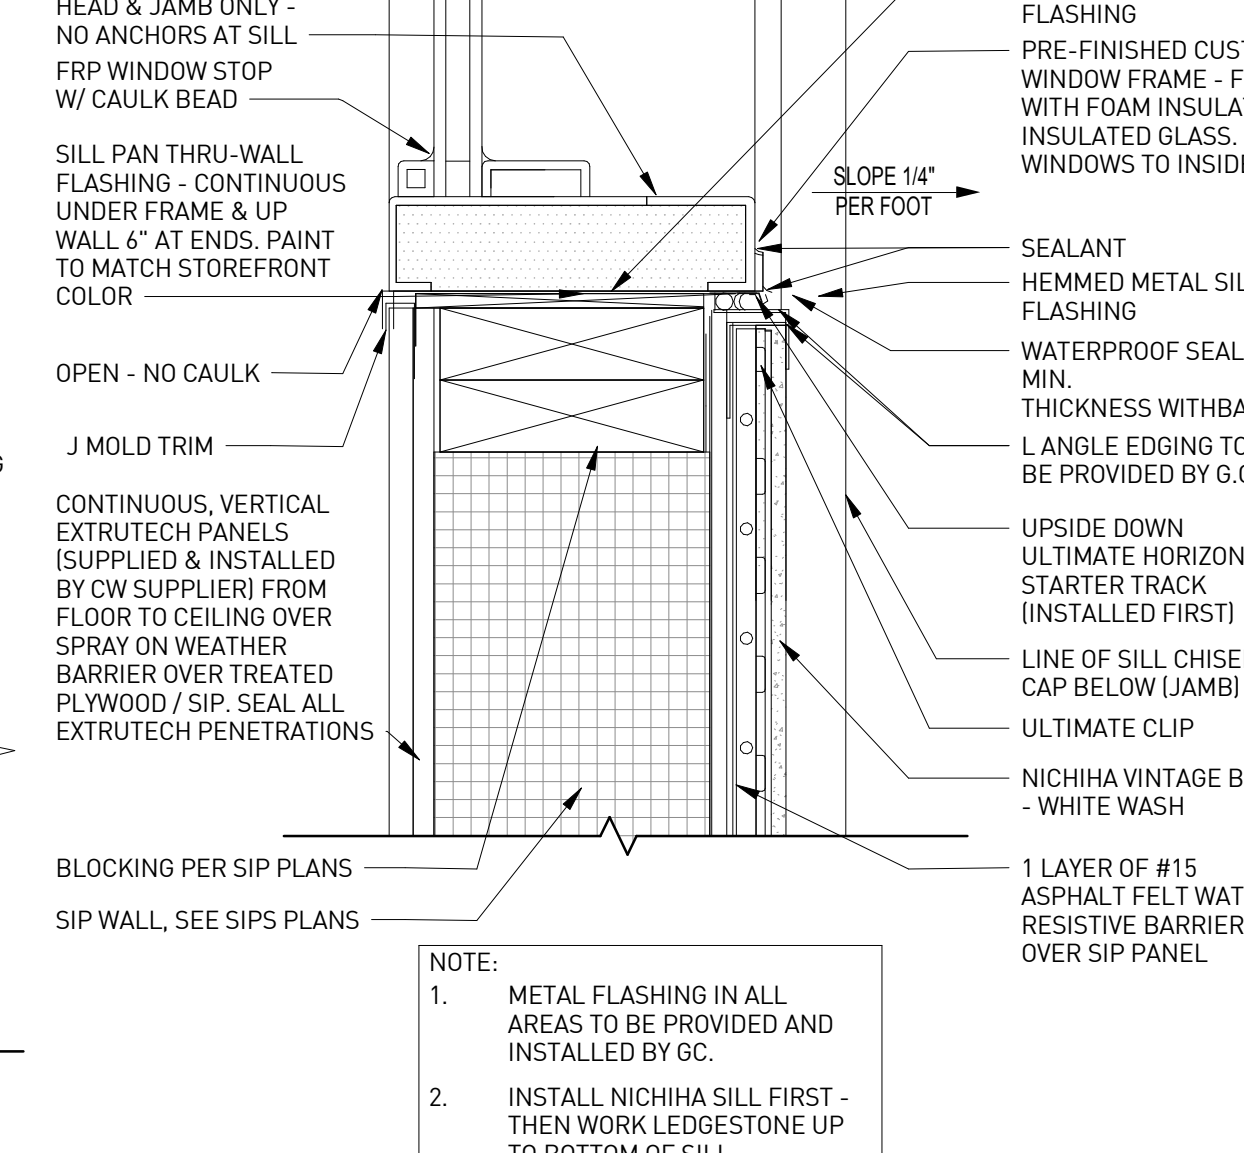 HEAD & JAMB ONLY -
NO ANCHORS AT SILL
FRP WINDOW STOP
W/ CAULK BEAD
SILL PAN THRU-WALL
FLASHING - CONTINUOUS
UNDER FRAME & UP
WALL 6" AT ENDS. PAINT
TO MATCH STOREFRONT
COLOR
OPEN - NO CAULK
J MOLD TRIM
CONTINUOUS, VERTICAL
EXTRUTECH PANELS
(SUPPLIED & INSTALLED
BY CW SUPPLIER) FROM
FLOOR TO CEILING OVER
SPRAY ON WEATHER
BARRIER OVER TREATED
PLYWOOD / SIP. SEAL ALL
EXTRUTECH PENETRATIONS
BLOCKING PER SIP PLANS
SIP WALL, SEE SIPS PLANS
SLOPE 1/4"
PER FOOT
FLASHING
PRE-FINISHED CUST
WINDOW FRAME - F
WITH FOAM INSULAT
INSULATED GLASS.
WINDOWS TO INSIDE
SEALANT
HEMMED METAL SIL
FLASHING
WATERPROOF SEAL
MIN.
THICKNESS WITHBA
L ANGLE EDGING TO
BE PROVIDED BY G.C
UPSIDE DOWN
ULTIMATE HORIZON
STARTER TRACK
(INSTALLED FIRST)
LINE OF SILL CHISE
CAP BELOW (JAMB)
ULTIMATE CLIP
NICHIHA VINTAGE B
- WHITE WASH
1 LAYER OF #15
ASPHALT FELT WAT
RESISTIVE BARRIER
OVER SIP PANEL
NOTE:
1. METAL FLASHING IN ALL
AREAS TO BE PROVIDED AND
INSTALLED BY GC.
2. INSTALL NICHIHA SILL FIRST -
THEN WORK LEDGESTONE UP
TO BOTTOM OF SILL